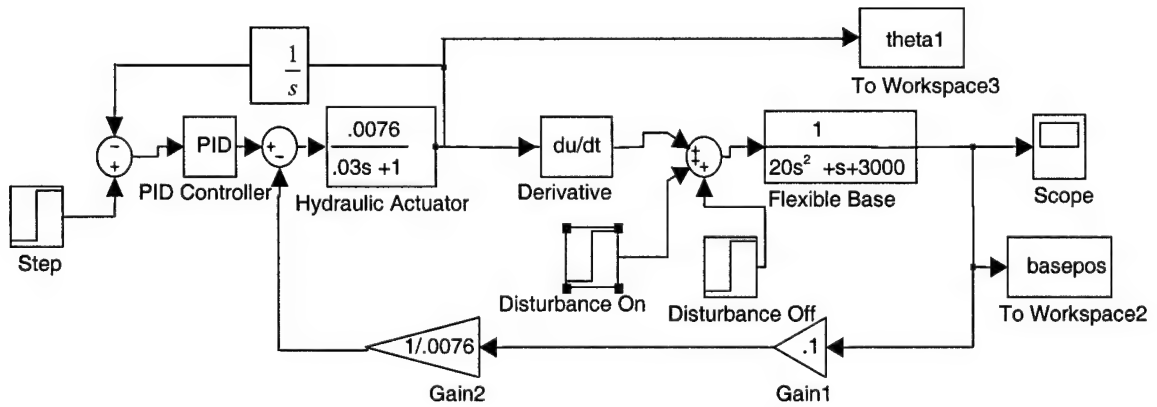 1
s
theta1
To Workspace3
-
+
PID
PID Controller
+
-
.0076
.03s +1
Hydraulic Actuator
du/dt
Derivative
+
+
+
1
20s² +s+3000
Flexible Base
Scope
Step
Disturbance On
Disturbance Off
basepos
To Workspace2
1/.0076
Gain2
.1
Gain1